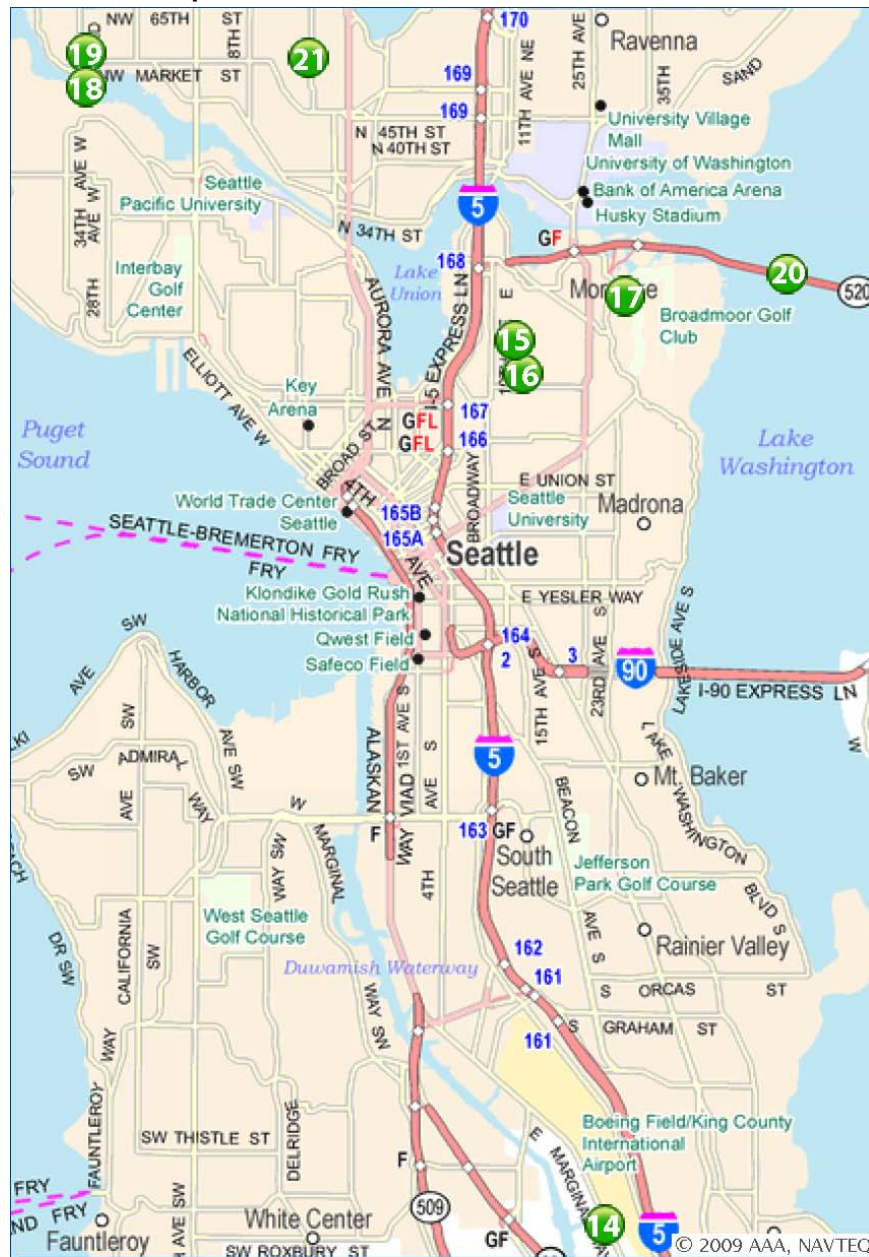 NW 65TH ST
8TH
19
21
18
NW MARKET ST
170
Ravenna
25TH AVE
35TH
SAND
169
169
11TH AVE NE
N 45TH ST
N 40TH ST
University Village
Mall
University of Washington
Bank of America Arena
Husky Stadium
34TH AVE W
28TH AVE W
Seattle
Pacific University
N 34TH ST
5
GF
Interbay
Golf
Center
Lake
Union
168
AURORA AVE N
I-5 EXPRESS LN
E
17
20
520
Broadmoor Golf
Club
15
16
ELLIOTT AVE W
Key
Arena
167
GFL
GFL
166
Puget
Sound
Lake
Washington
BROAD ST
4TH
AVE
BROADWAY
E UNION ST
World Trade Center
Seattle
165B
165A
Seattle
University
Madrona
Seattle
SEATTLE-BREMERTON FRY
FRY
Klondike Gold Rush
National Historical Park
Qwest Field
Safeco Field
E YESLER WAY
164
2
3
90
I-90 EXPRESS LN
15TH AVE S
23RD AVE S
LAKESIDE AVE S
AVE SW
HARBOR
AVE SW
SW ADMIRAL
WAY
ALASKAN
WAY VIAD
1ST AVE S
4TH
AVE S
5
BEACON
AVE S
Mt. Baker
LAKE WASHINGTON
BLVD S
W
W
MARGINAL
WAY SW
F
163
GF
South
Seattle
Jefferson
Park Golf Course
CALIFORNIA
AVE
SW
SW
WAY SW
DELRIDGE
West Seattle
Golf Course
Rainier Valley
Duwamish Waterway
162
161
161
S ORCAS ST
S GRAHAM ST
DR SW
FAUNTLEROY
WAY
SW THISTLE ST
F
Boeing Field/King County
International
Airport
E MARGINAL
14
FRY
Fauntleroy
AVE SW
White Center
SW ROXBURY ST
509
GF
5
© 2009 AAA, NAVTEQ